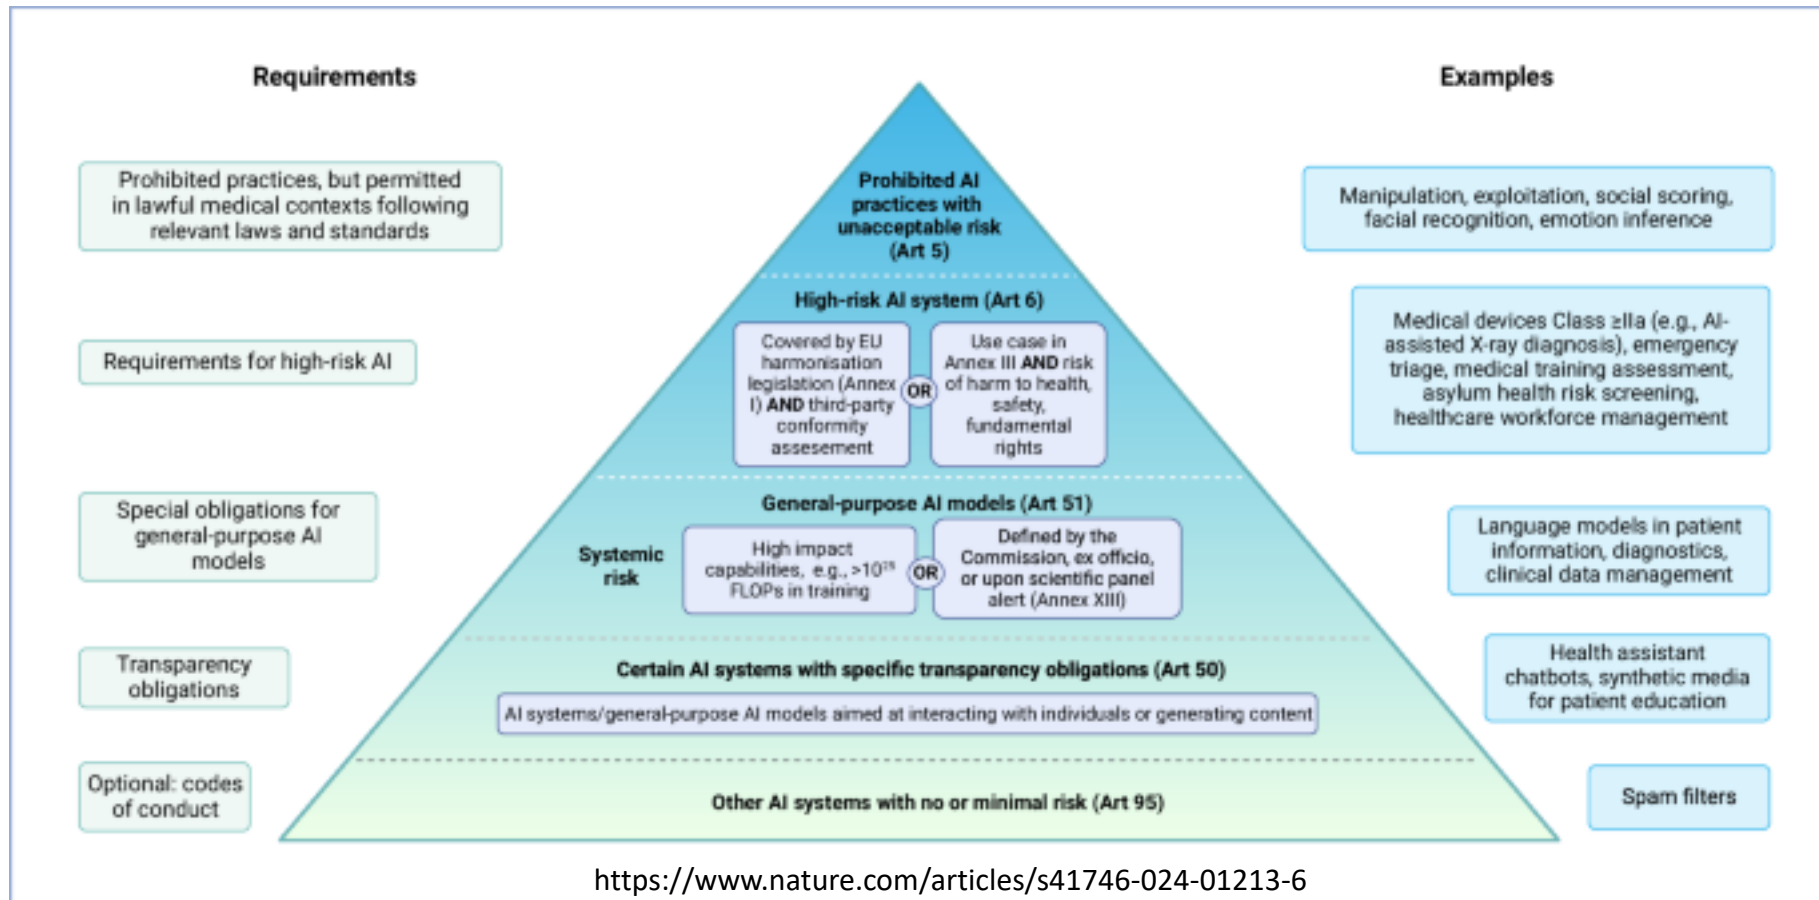 Requirements
Examples
Prohibited practices, but permitted
in lawful medical contexts following
relevant laws and standards
Prohibited AI
practices with
unacceptable risk
(Art 5)
Manipulation, exploitation, social scoring,
facial recognition, emotion inference
Requirements for high-risk AI
High-risk AI system (Art 6)
Covered by EU
harmonisation
legislation (Annex
I) AND third-party
conformity
assesement
OR
Use case in
Annex III AND risk
of harm to health,
safety,
fundamental
rights
Medical devices Class ≥IIa (e.g., AI-
assisted X-ray diagnosis), emergency
triage, medical training assessment,
asylum health risk screening,
healthcare workforce management
Special obligations for
general-purpose AI
models
General-purpose AI models (Art 51)
Systemic
risk
High impact
capabilities, e.g., >10²⁵
FLOPs in training
OR
Defined by the
Commission, ex officio,
or upon scientific panel
alert (Annex XIII)
Language models in patient
information, diagnostics,
clinical data management
Transparency
obligations
Certain AI systems with specific transparency obligations (Art 50)
AI systems/general-purpose AI models aimed at interacting with individuals or generating content
Health assistant
chatbots, synthetic media
for patient education
Optional: codes
of conduct
Other AI systems with no or minimal risk (Art 95)
Spam filters
https://www.nature.com/articles/s41746-024-01213-6